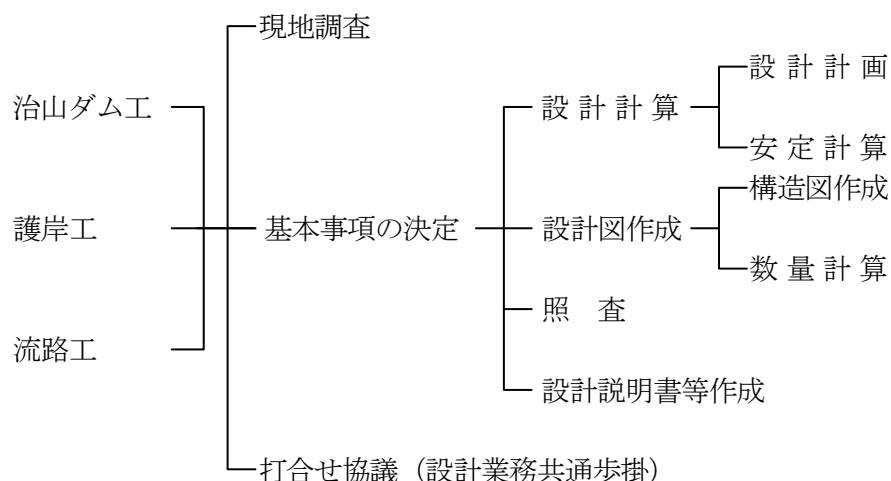 現地調査
設 計 計 画
治山ダム工
設 計 計 算
安 定 計 算
構造図作成
護岸工
基本事項の決定
設計図作成
数 量 計 算
照　査
流路工
設計説明書等作成
打合せ協議（設計業務共通歩掛）